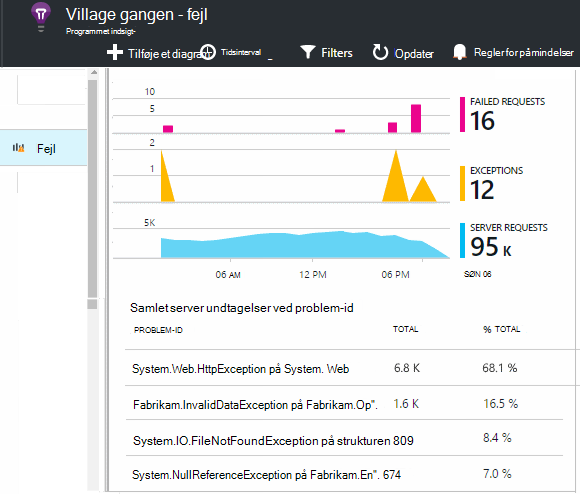 Village gangen - fejl
Programmet indsigt-
Tilføje et diagram Tidsinterval _ Filters Opdater Regler for påmindelser
Fejl
10
5
FAILED REQUESTS
16
2
1
EXCEPTIONS
12
5K
SERVER REQUESTS
95 K
06 AM 12 PM 06 PM SØN 06
Samlet server undtagelser ved problem-id
PROBLEM-ID TOTAL % TOTAL
System.Web.HttpException på System. Web 6.8 K 68.1 %
Fabrikam.InvalidDataException på Fabrikam.Op". 1.6 K 16.5 %
System.IO.FileNotFoundException på strukturen 809 8.4 %
System.NullReferenceException på Fabrikam.En". 674 7.0 %